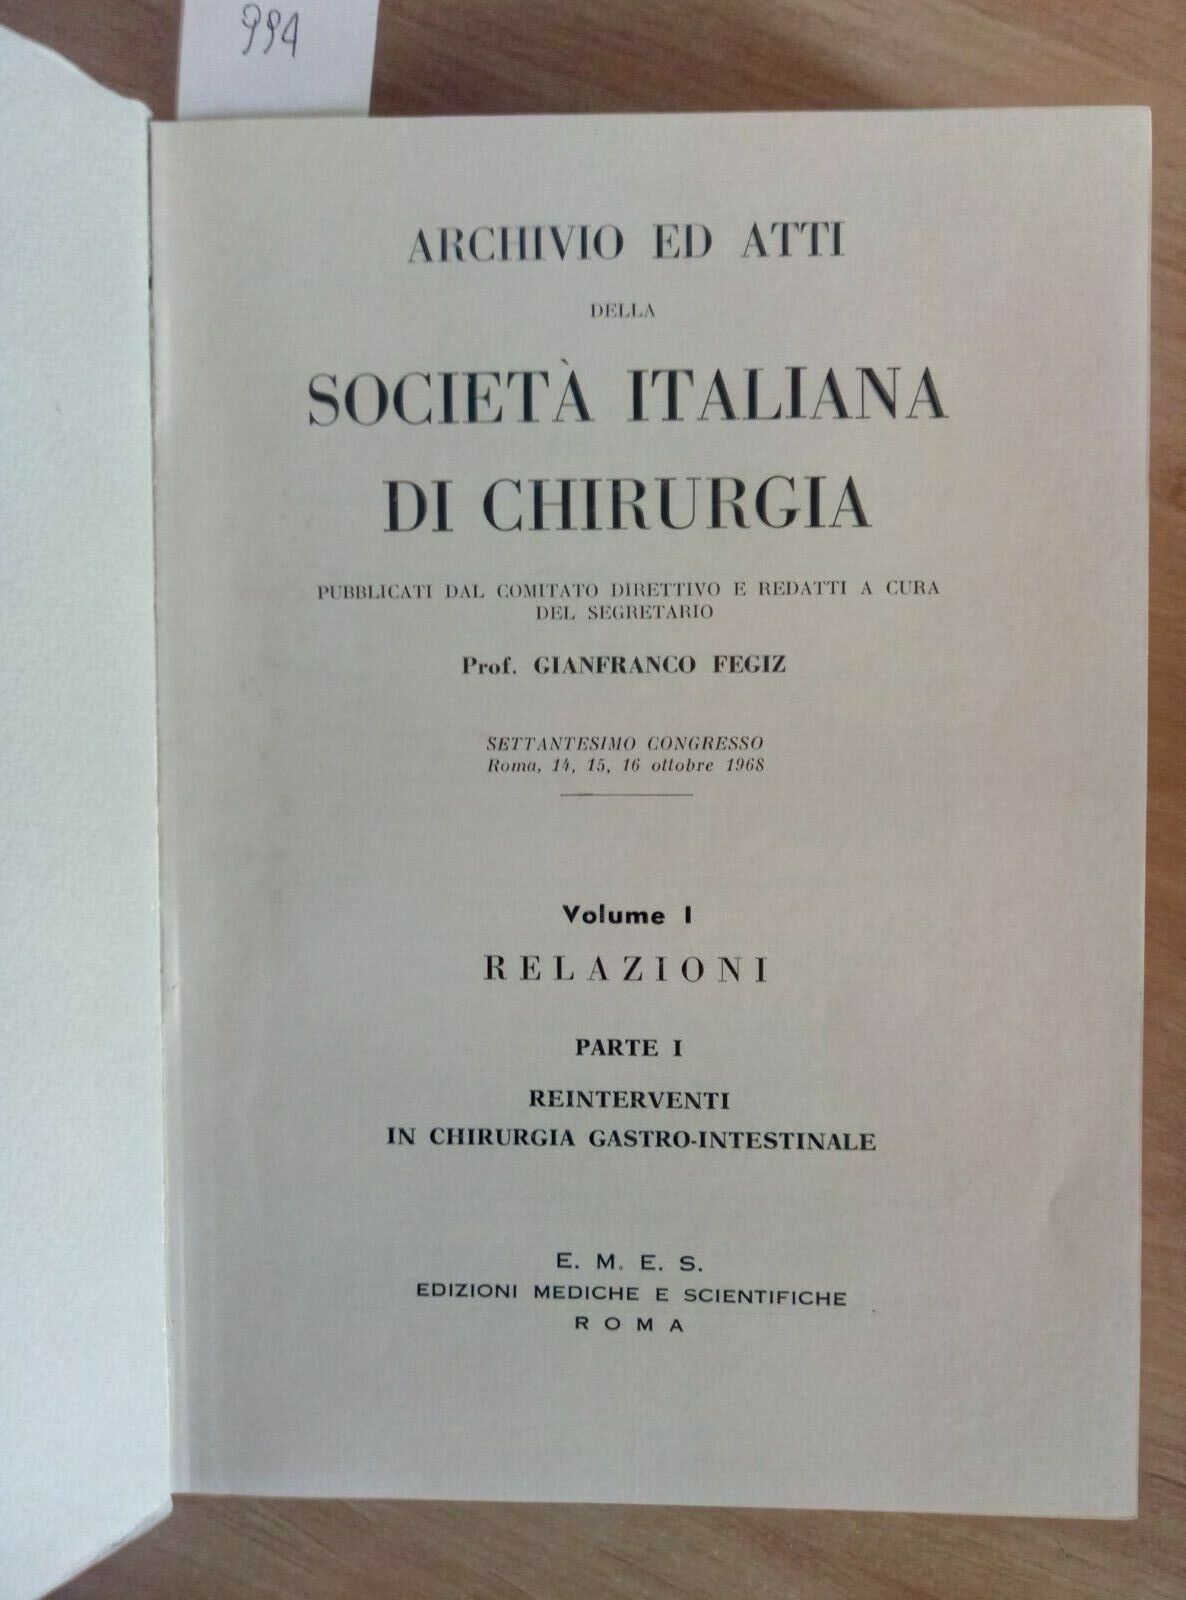 994
ARCHIVIO ED ATTI
DELLA
SOCIETÀ ITALIANA
DI CHIRURGIA
PUBBLICATI DAL COMITATO DIRETTIVO E REDATTI A CURA
DEL SEGRETARIO
Prof. GIANFRANCO FEGIZ
SETTANTESIMO CONGRESSO
Roma, 14, 15, 16 ottobre 1968
Volume I
RELAZIONI
PARTE I
REINTERVENTI
IN CHIRURGIA GASTRO-INTESTINALE
E. M. E. S.
EDIZIONI MEDICHE E SCIENTIFICHE
ROMA